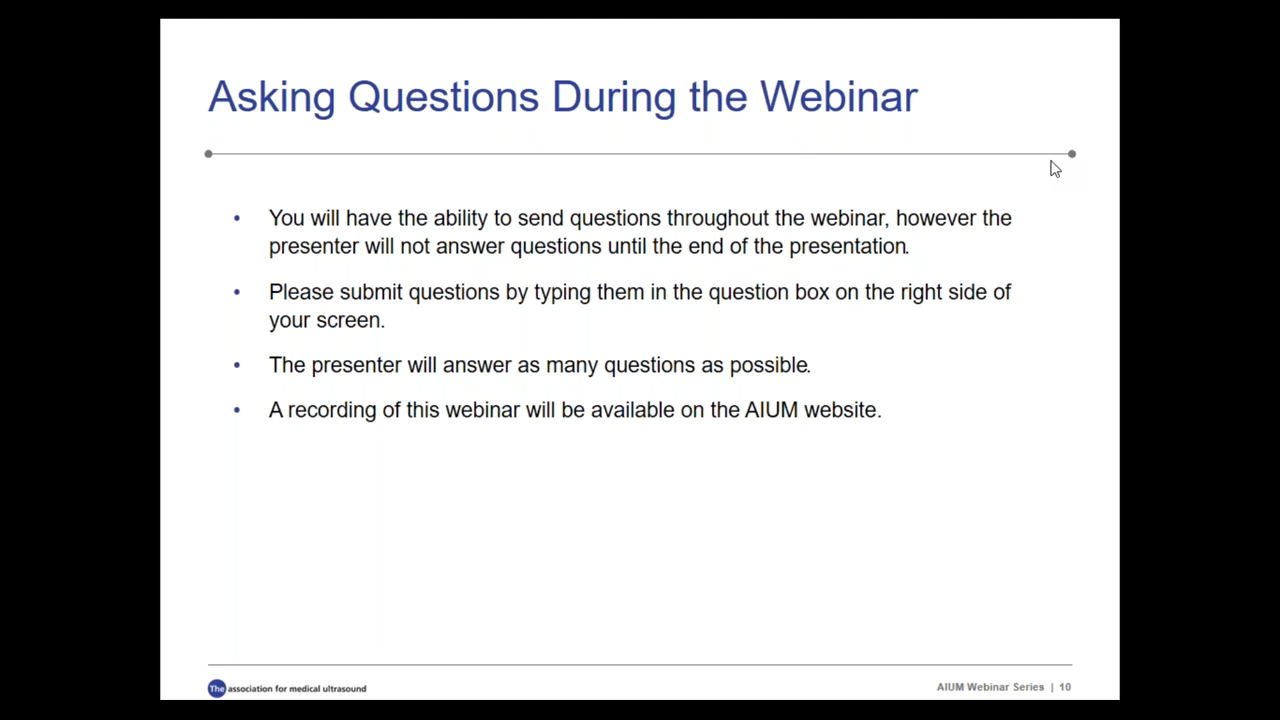 Asking Questions During the Webinar
• You will have the ability to send questions throughout the webinar, however the
presenter will not answer questions until the end of the presentation.
• Please submit questions by typing them in the question box on the right side of
your screen.
• The presenter will answer as many questions as possible.
• A recording of this webinar will be available on the AIUM website.
The association for medical ultrasound
AIUM Webinar Series | 10